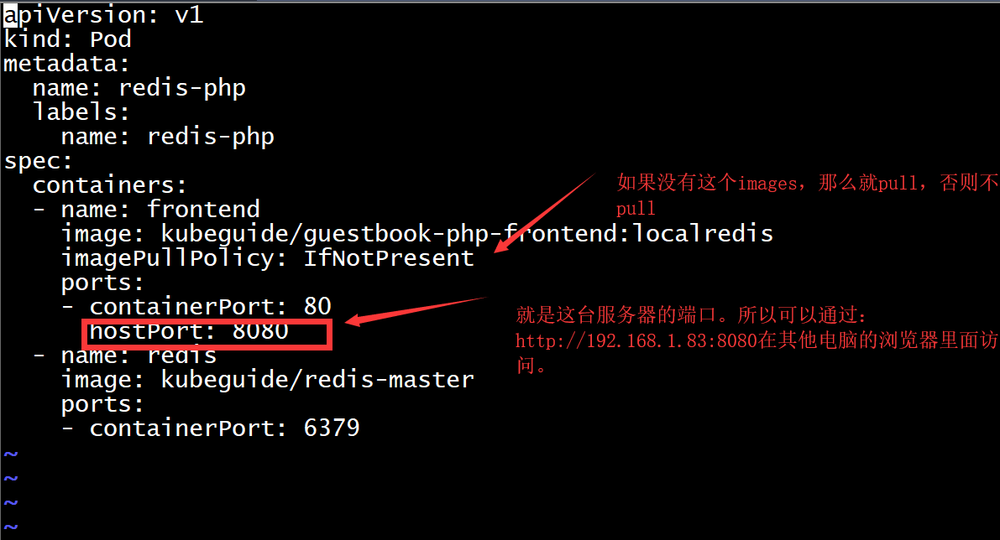 apiVersion: v1
kind: Pod
metadata:
  name: redis-php
  labels:
    name: redis-php
spec:
  containers:
  - name: frontend
    image: kubeguide/guestbook-php-frontend:localredis
    imagePullPolicy: IfNotPresent
    ports:
    - containerPort: 80
      hostPort: 8080
  - name: redis
    image: kubeguide/redis-master
    ports:
    - containerPort: 6379
~
~
~
~
如果没有这个images，那么就pull，否则不
pull
就是这台服务器的端口。所以可以通过：
http://192.168.1.83:8080在其他电脑的浏览器里面访
问。